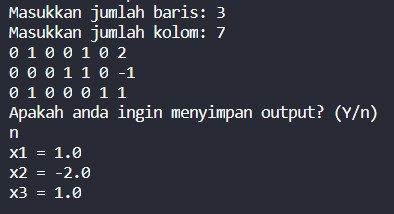 Masukkan jumlah baris: 3
Masukkan jumlah kolom: 7
0 1 0 0 1 0 2
0 0 0 1 1 0 -1
0 1 0 0 0 1 1
Apakah anda ingin menyimpan output? (Y/n)
n
x1 = 1.0
x2 = -2.0
x3 = 1.0